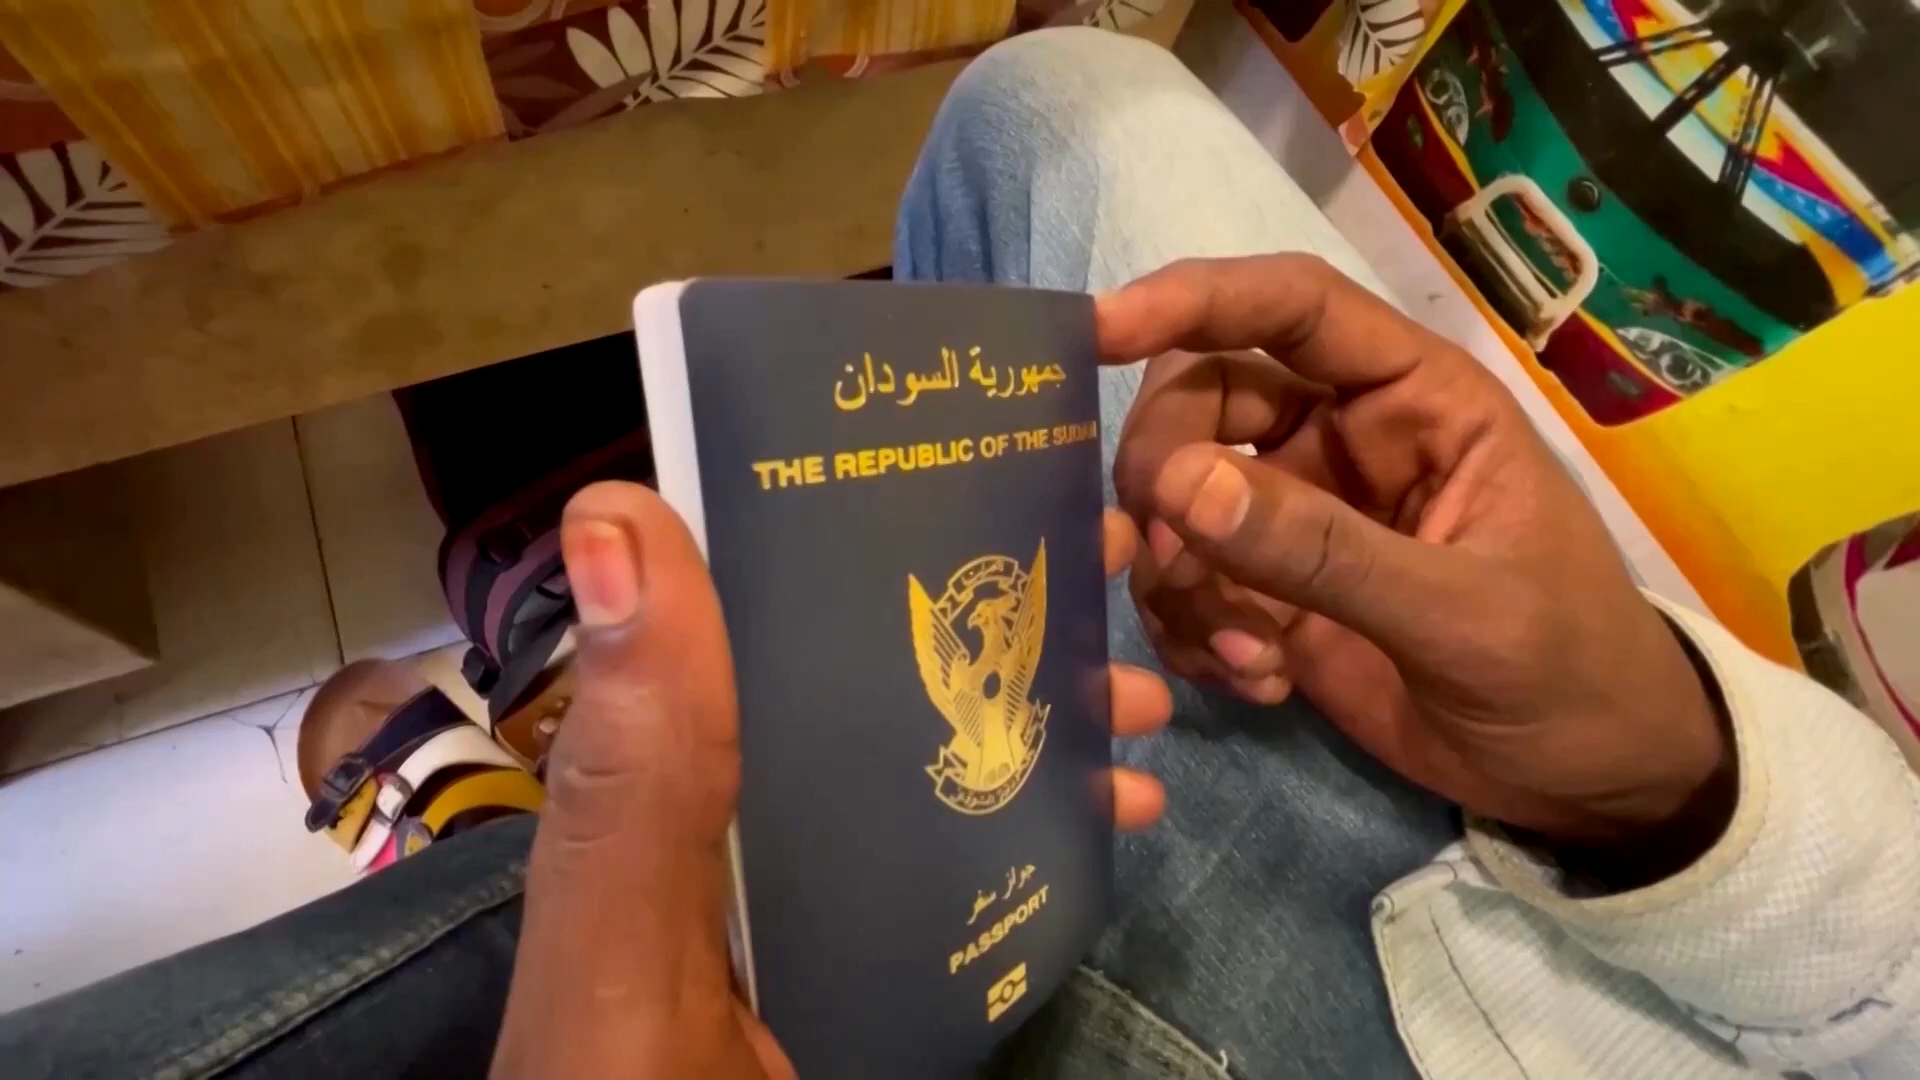 جمهورية السودان
THE REPUBLIC OF THE SUDAN
جواز سفر
PASSPORT